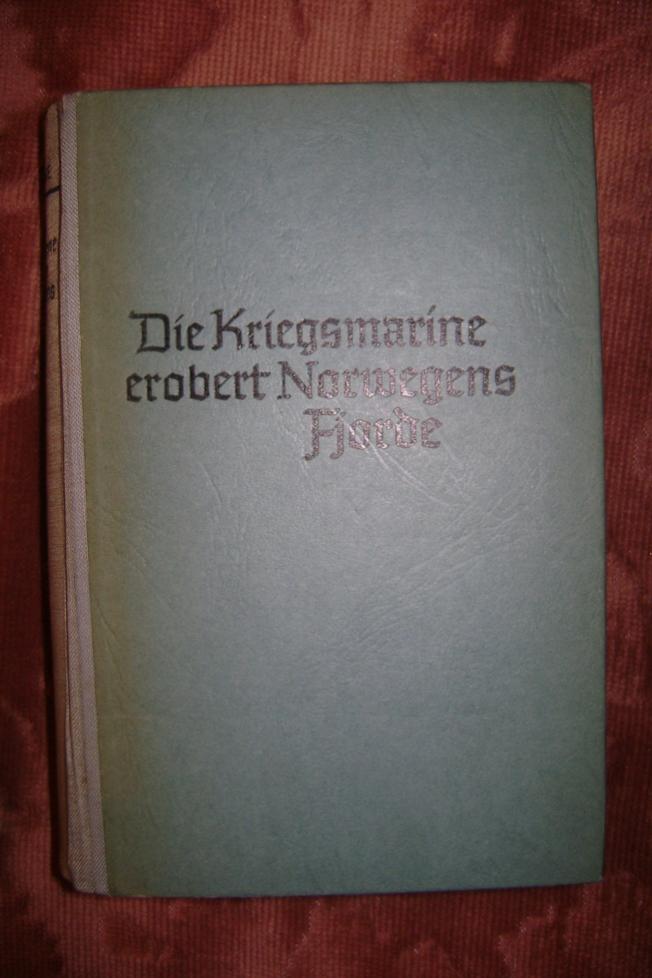 Die Kriegsmarine
erobert Norwegens
Fjorde